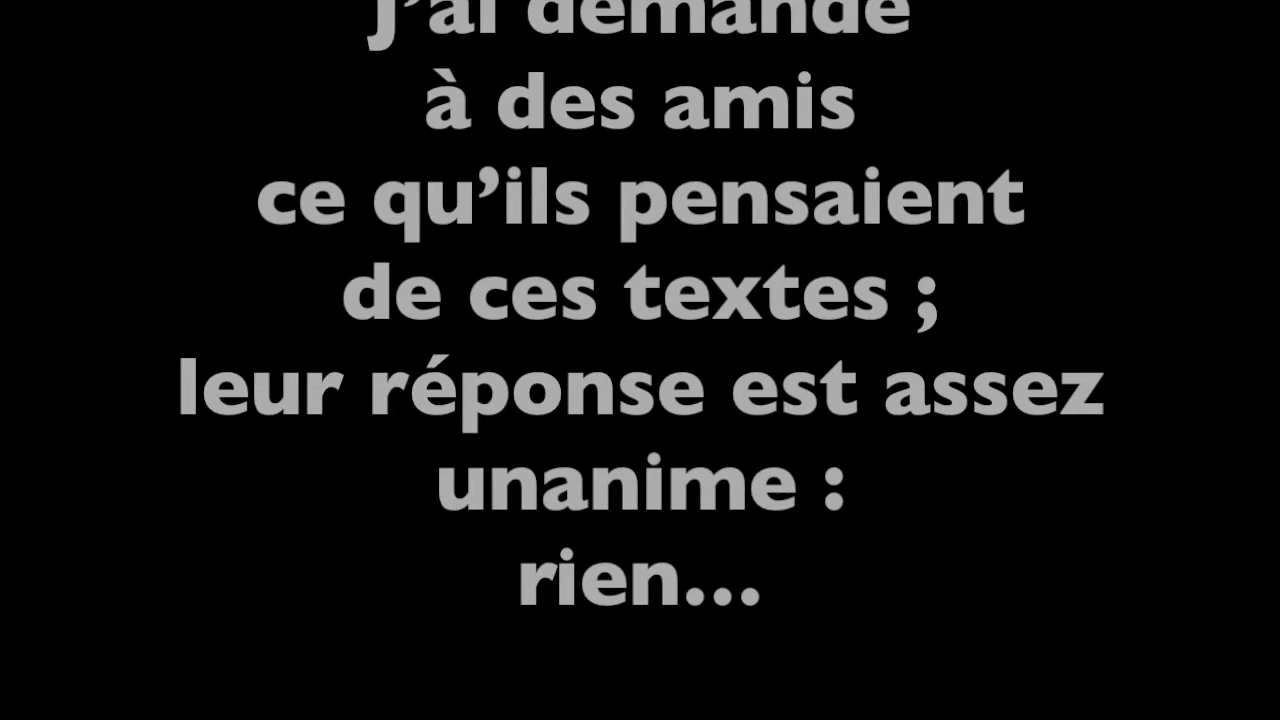 J’ai demandé
à des amis
ce qu’ils pensaient
de ces textes ;
leur réponse est assez
unanime :
rien…